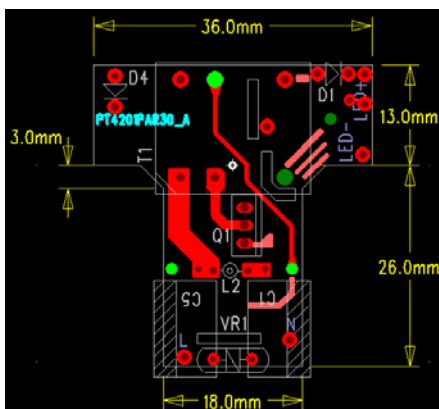 36.0mm
D4
D1
LED+
PT4201PAR30_A
3.0mm
13.0mm
LED-
T1
Q1
26.0mm
L2
C5
C1
VR1
L
N
18.0mm